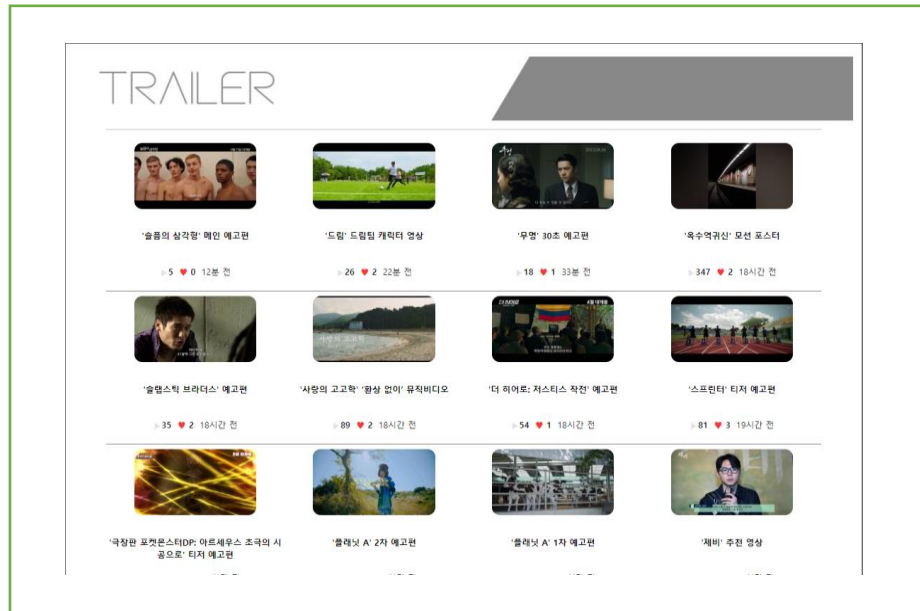 TRAILER
'슬픔의 삼각형' 메인 예고편
'드림' 드림팀 캐릭터 영상
'무명' 30초 예고편
'옥수역귀신' 모션 포스터
5 ♥ 0 12분 전
26 ♥ 2 22분 전
18 ♥ 1 33분 전
347 ♥ 2 18시간 전
'슬랩스틱 브라더스' 예고편
'사랑의 고고학' '환상 없이' 뮤직비디오
'더 히어로: 저스티스 작전' 예고편
'스프린터' 티저 예고편
35 ♥ 2 18시간 전
89 ♥ 2 18시간 전
54 ♥ 1 18시간 전
81 ♥ 3 19시간 전
'극장판 포켓몬스터DP: 아르세우스 초극의 시
공으로' 티저 예고편
'플래닛 A' 2차 예고편
'플래닛 A' 1차 예고편
'제비' 추천 영상